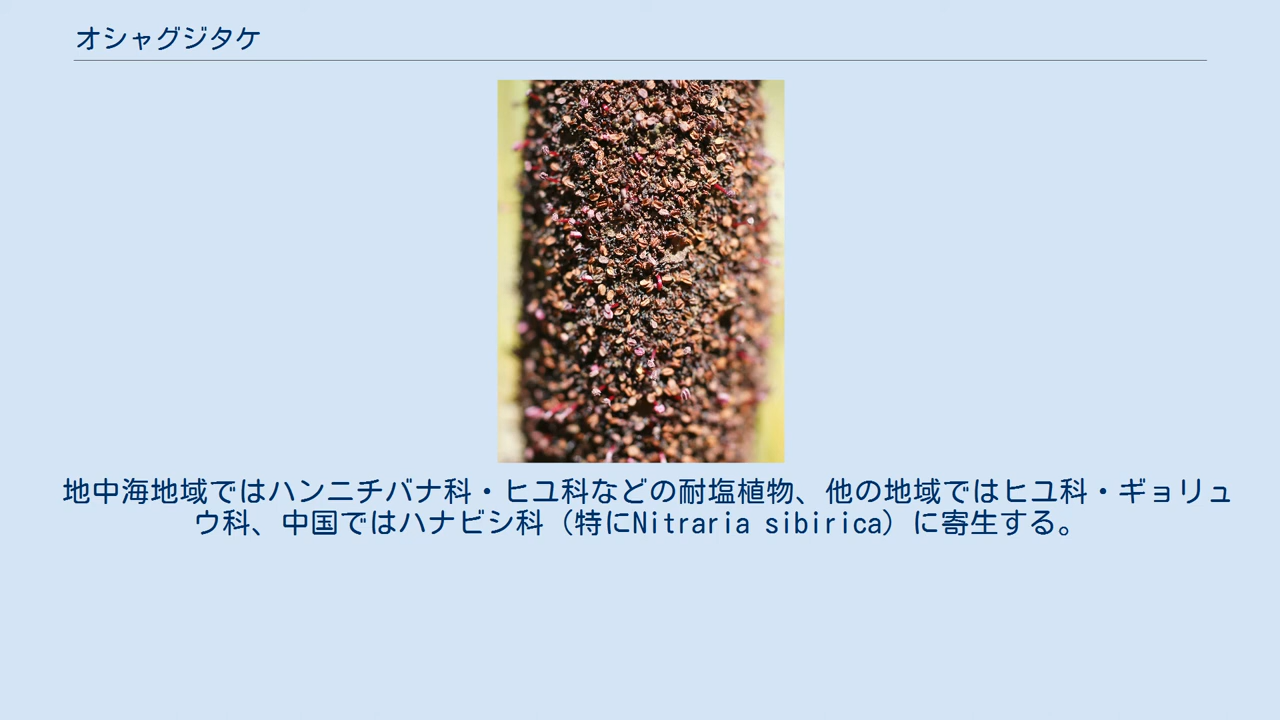 オシャグジタケ
地中海地域ではハンニチバナ科・ヒユ科などの耐塩植物、他の地域ではヒユ科・ギョリュ
ウ科、中国ではハナビシ科（特にNitraria sibirica）に寄生する。